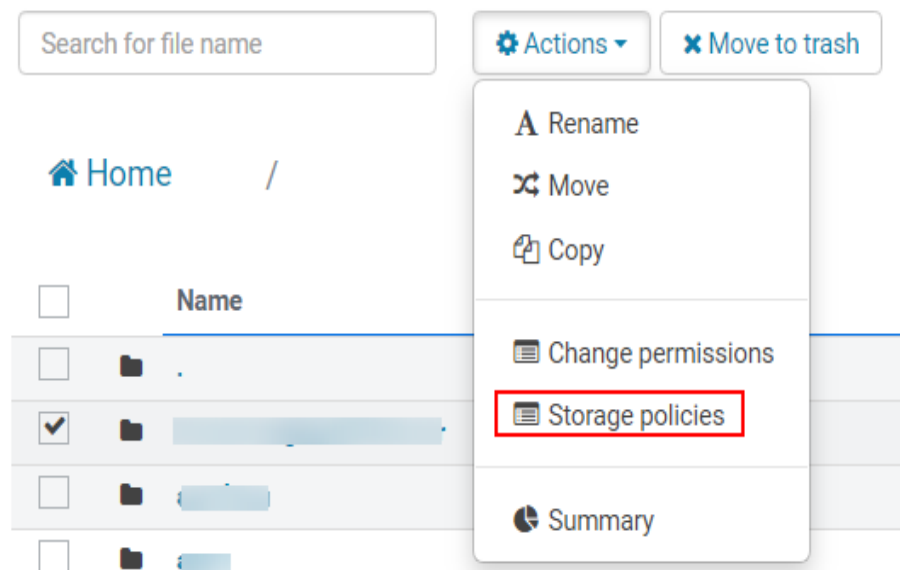 Search for file name
Actions
Move to trash
Rename
Home /
Move
Copy
Name
Change permissions
.
Storage policies
Summary